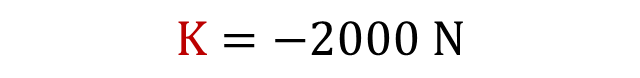 K = −2000 N